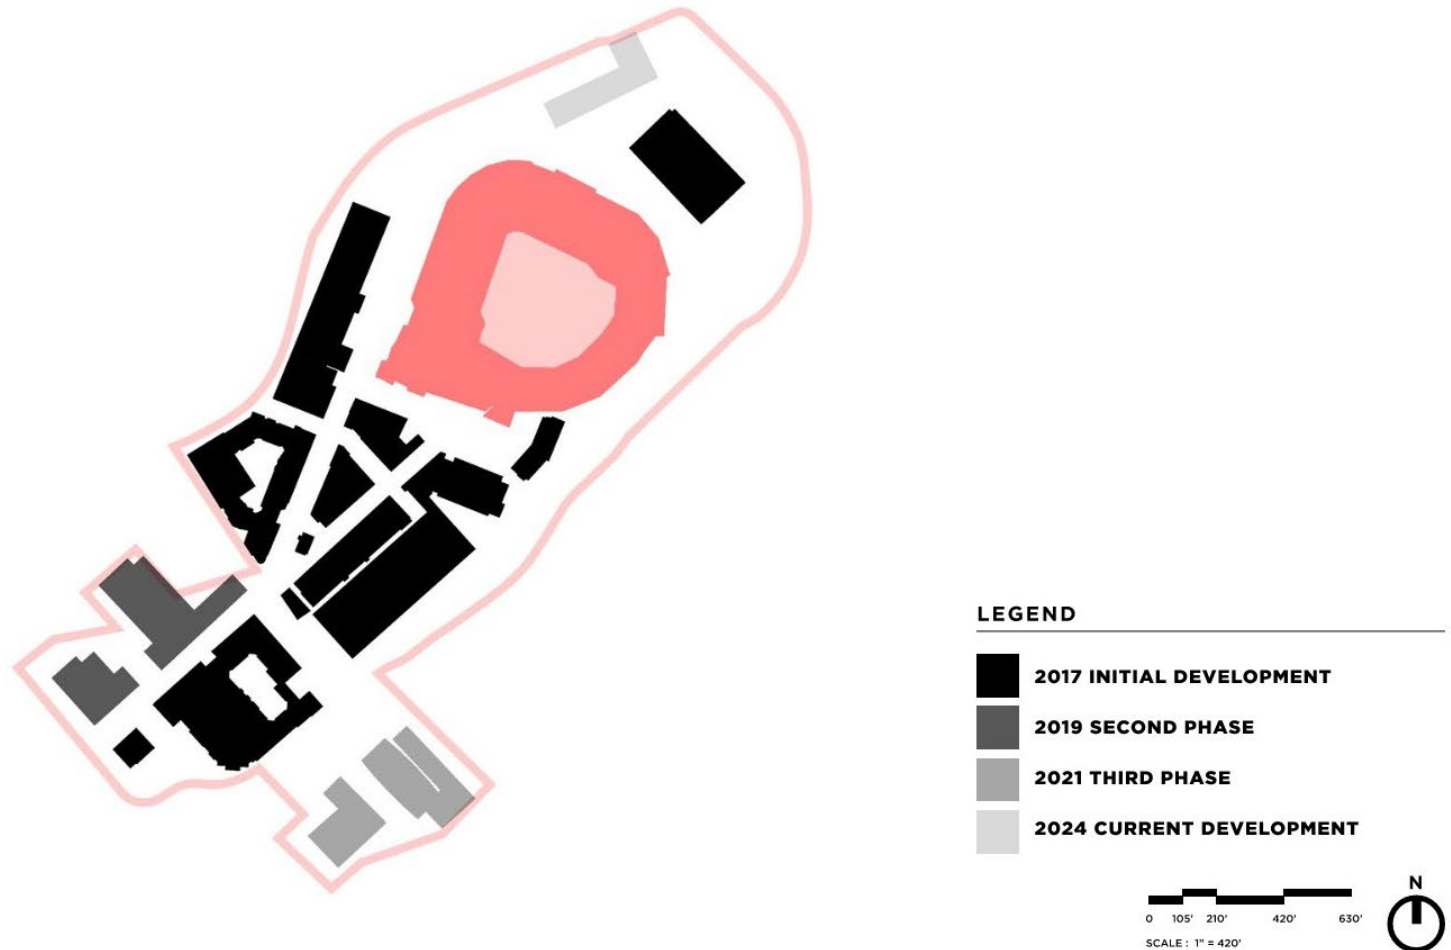 LEGEND
2017 INITIAL DEVELOPMENT
2019 SECOND PHASE
2021 THIRD PHASE
2024 CURRENT DEVELOPMENT
N
0 105' 210' 420' 630'
SCALE : 1" = 420'